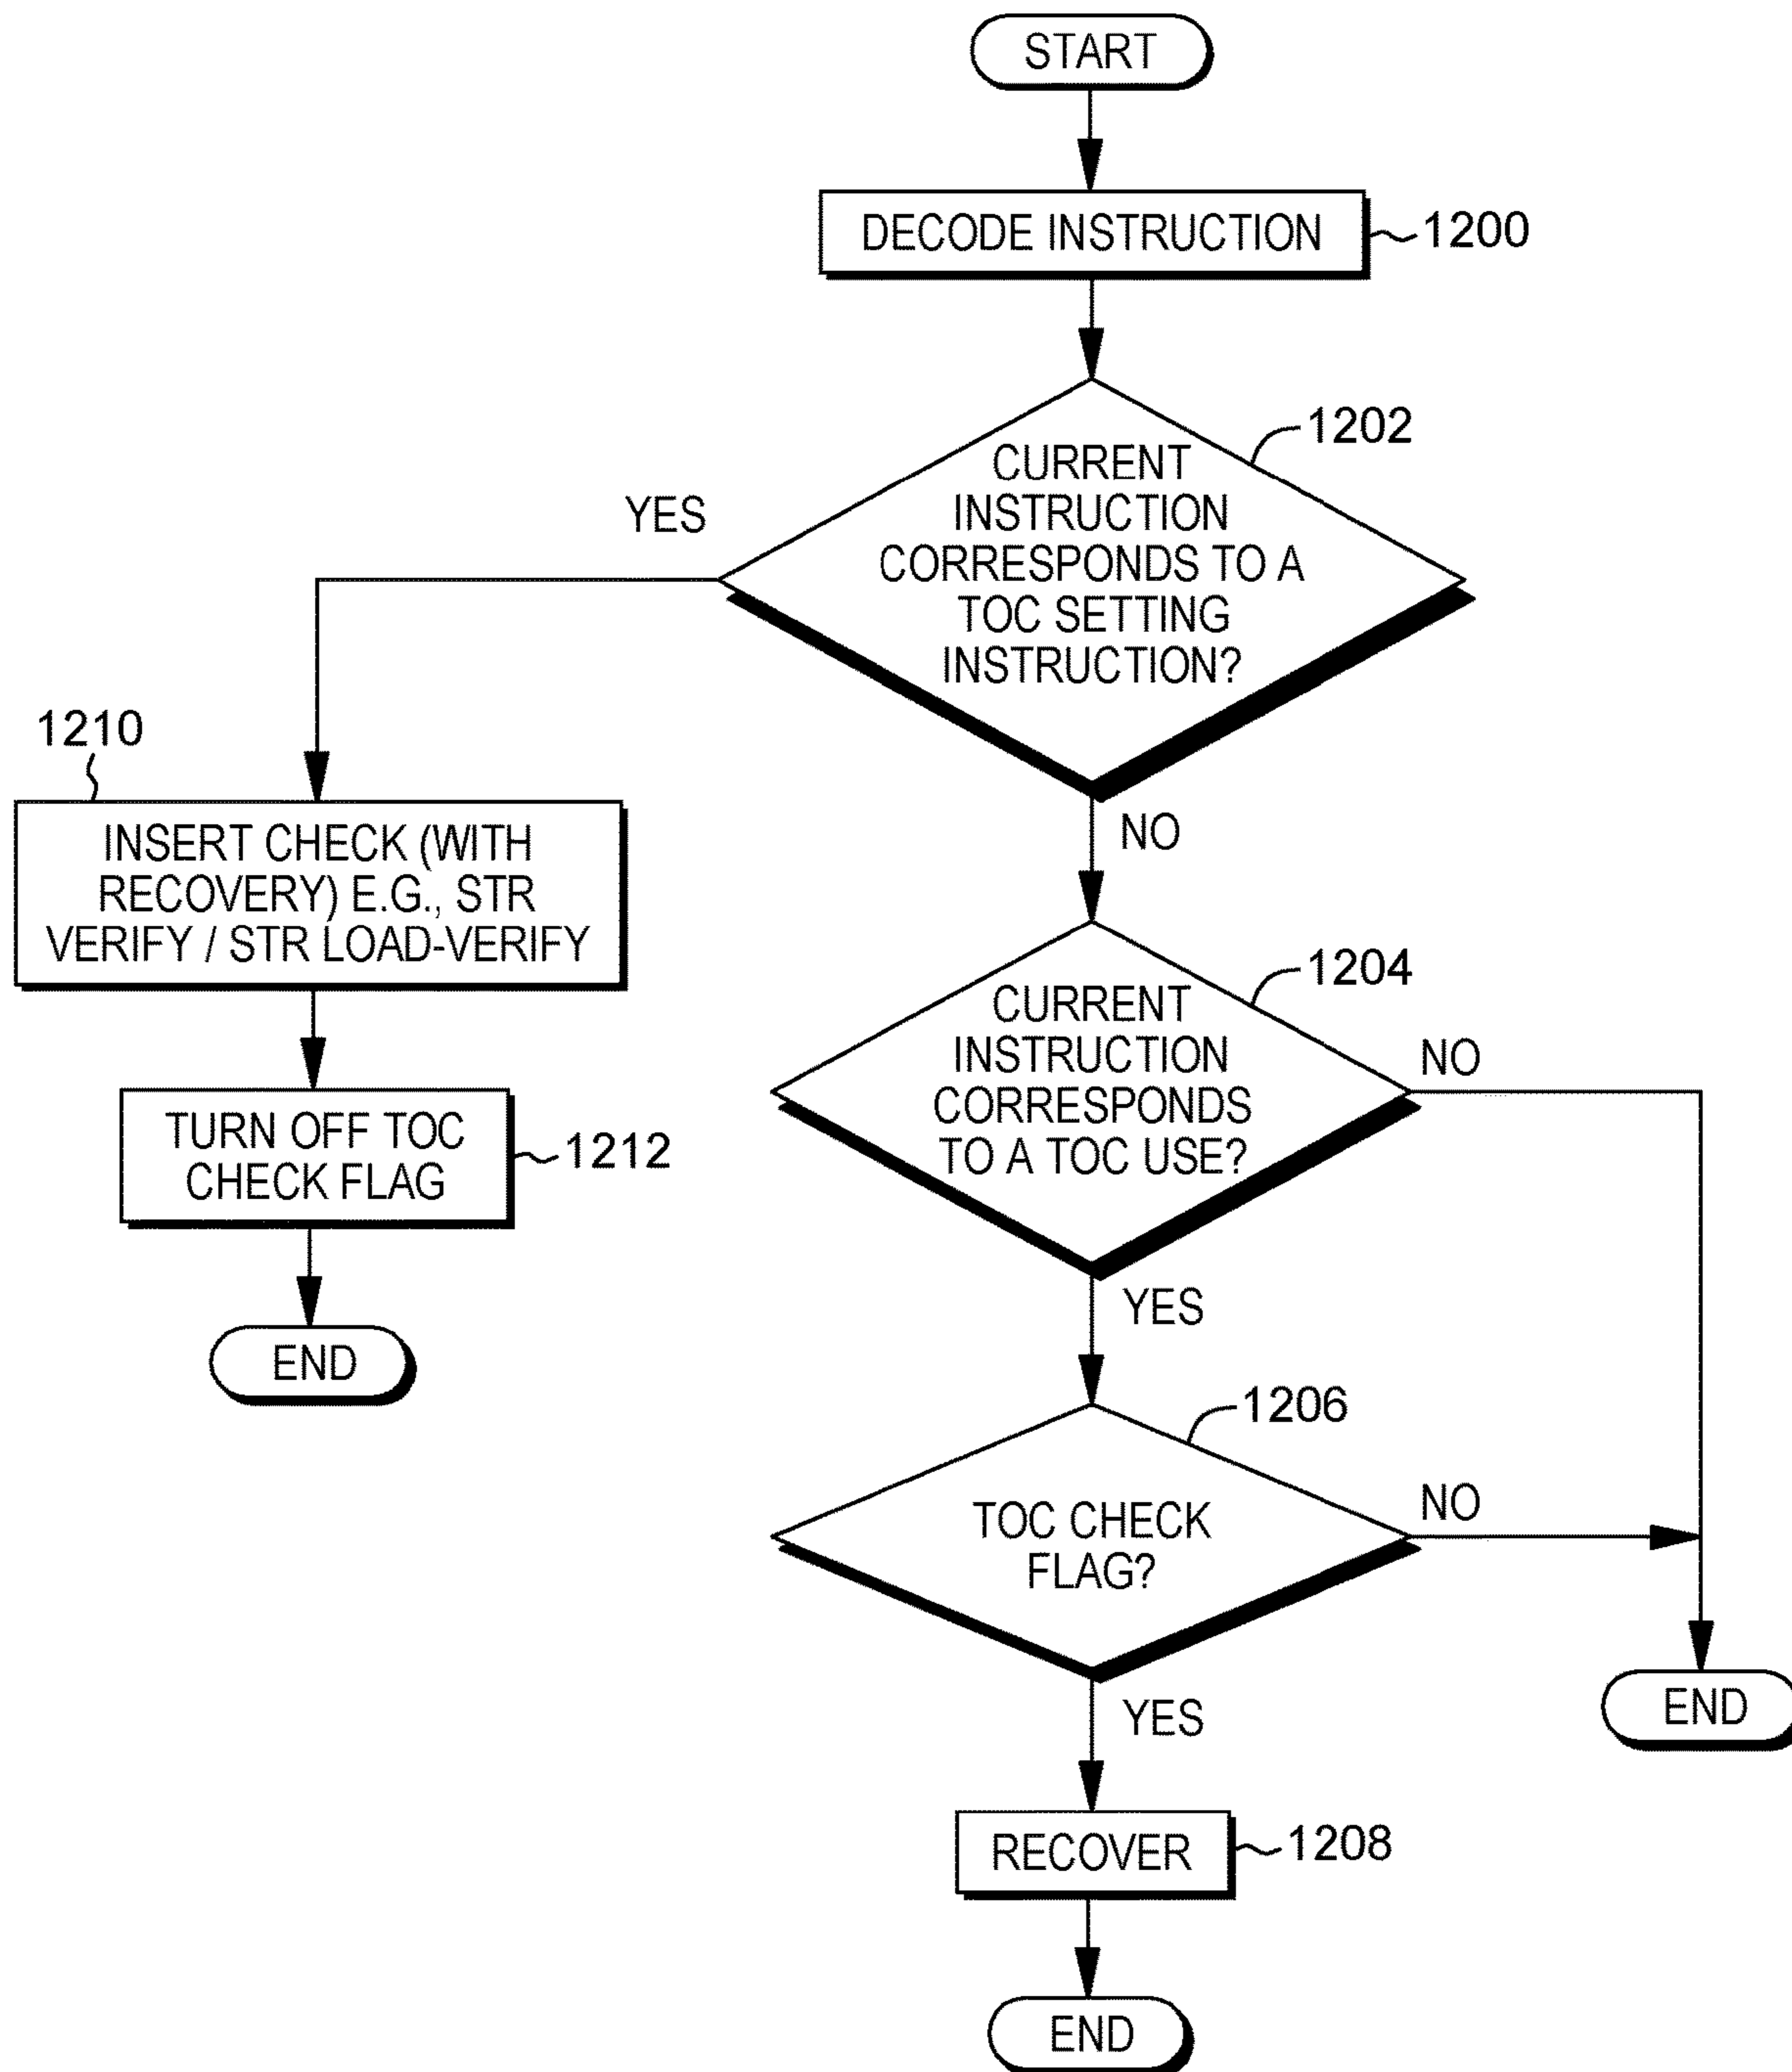 START
DECODE INSTRUCTION
1200
1202
CURRENT
INSTRUCTION
CORRESPONDS TO A
TOC SETTING
INSTRUCTION?
YES
NO
1210
INSERT CHECK (WITH
RECOVERY) E.G., STR
VERIFY / STR LOAD-VERIFY
TURN OFF TOC
CHECK FLAG
1212
END
1204
CURRENT
INSTRUCTION
CORRESPONDS
TO A TOC USE?
NO
YES
1206
TOC CHECK
FLAG?
NO
YES
END
RECOVER
1208
END